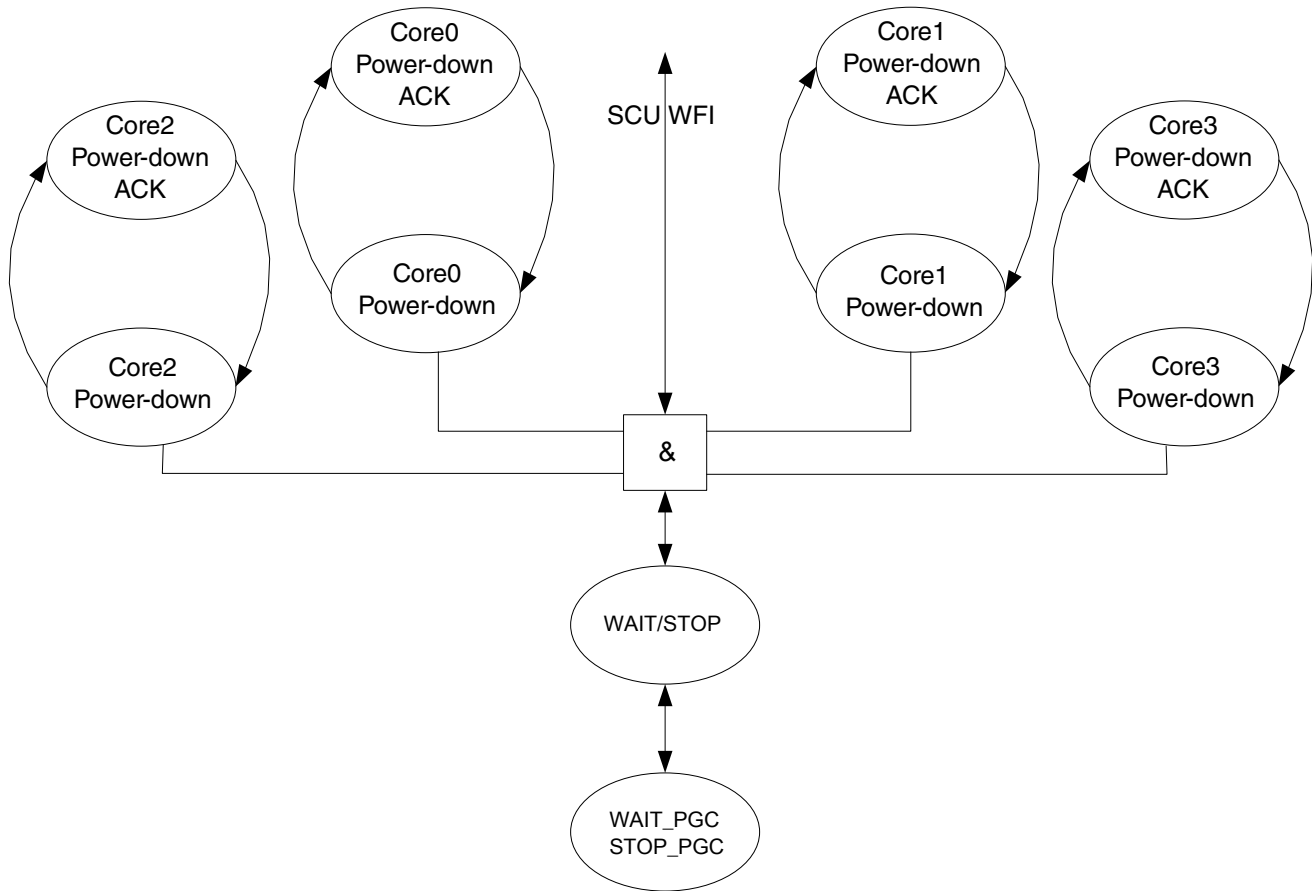 Core0
Power-down
ACK
Core1
Power-down
ACK
SCU WFI
Core2
Power-down
ACK
Core3
Power-down
ACK
Core0
Power-down
Core1
Power-down
Core2
Power-down
Core3
Power-down
&
WAIT/STOP
WAIT_PGC
STOP_PGC